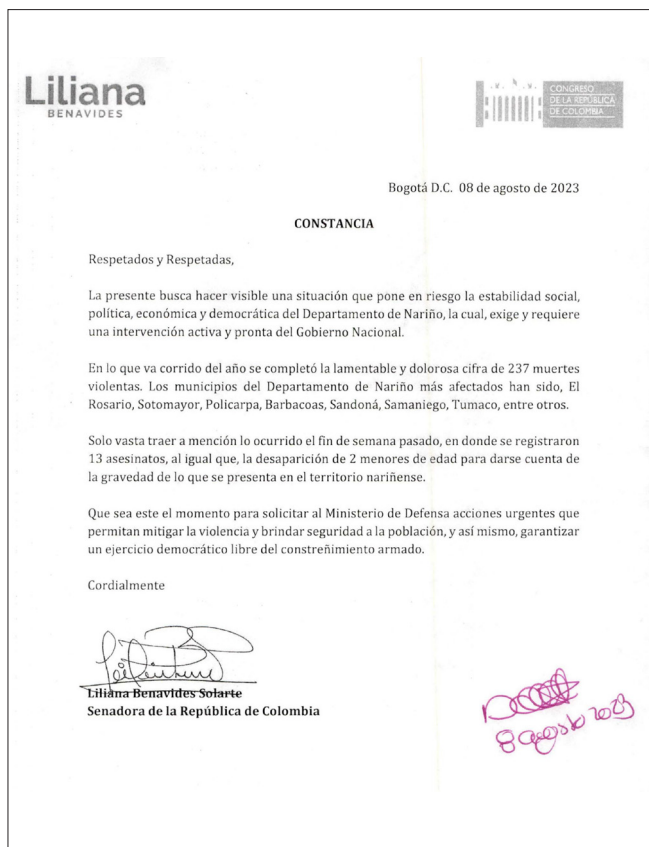 Liliana
BENAVIDES
CONGRESO
DE LA REPÚBLICA
DE COLOMBIA
Bogotá D.C. 08 de agosto de 2023
CONSTANCIA
Respetados y Respetadas,
La presente busca hacer visible una situación que pone en riesgo la estabilidad social,
política, económica y democrática del Departamento de Nariño, la cual, exige y requiere
una intervención activa y pronta del Gobierno Nacional.
En lo que va corrido del año se completó la lamentable y dolorosa cifra de 237 muertes
violentas. Los municipios del Departamento de Nariño más afectados han sido, El
Rosario, Sotomayor, Policarpa, Barbacoas, Sandoná, Samaniego, Tumaco, entre otros.
Solo vasta traer a mención lo ocurrido el fin de semana pasado, en donde se registraron
13 asesinatos, al igual que, la desaparición de 2 menores de edad para darse cuenta de
la gravedad de lo que se presenta en el territorio nariñense.
Que sea este el momento para solicitar al Ministerio de Defensa acciones urgentes que
permitan mitigar la violencia y brindar seguridad a la población, y así mismo, garantizar
un ejercicio democrático libre del constreñimiento armado.
Cordialmente
Liliana Benavides Solarte
Senadora de la República de Colombia
8 agosto 2023